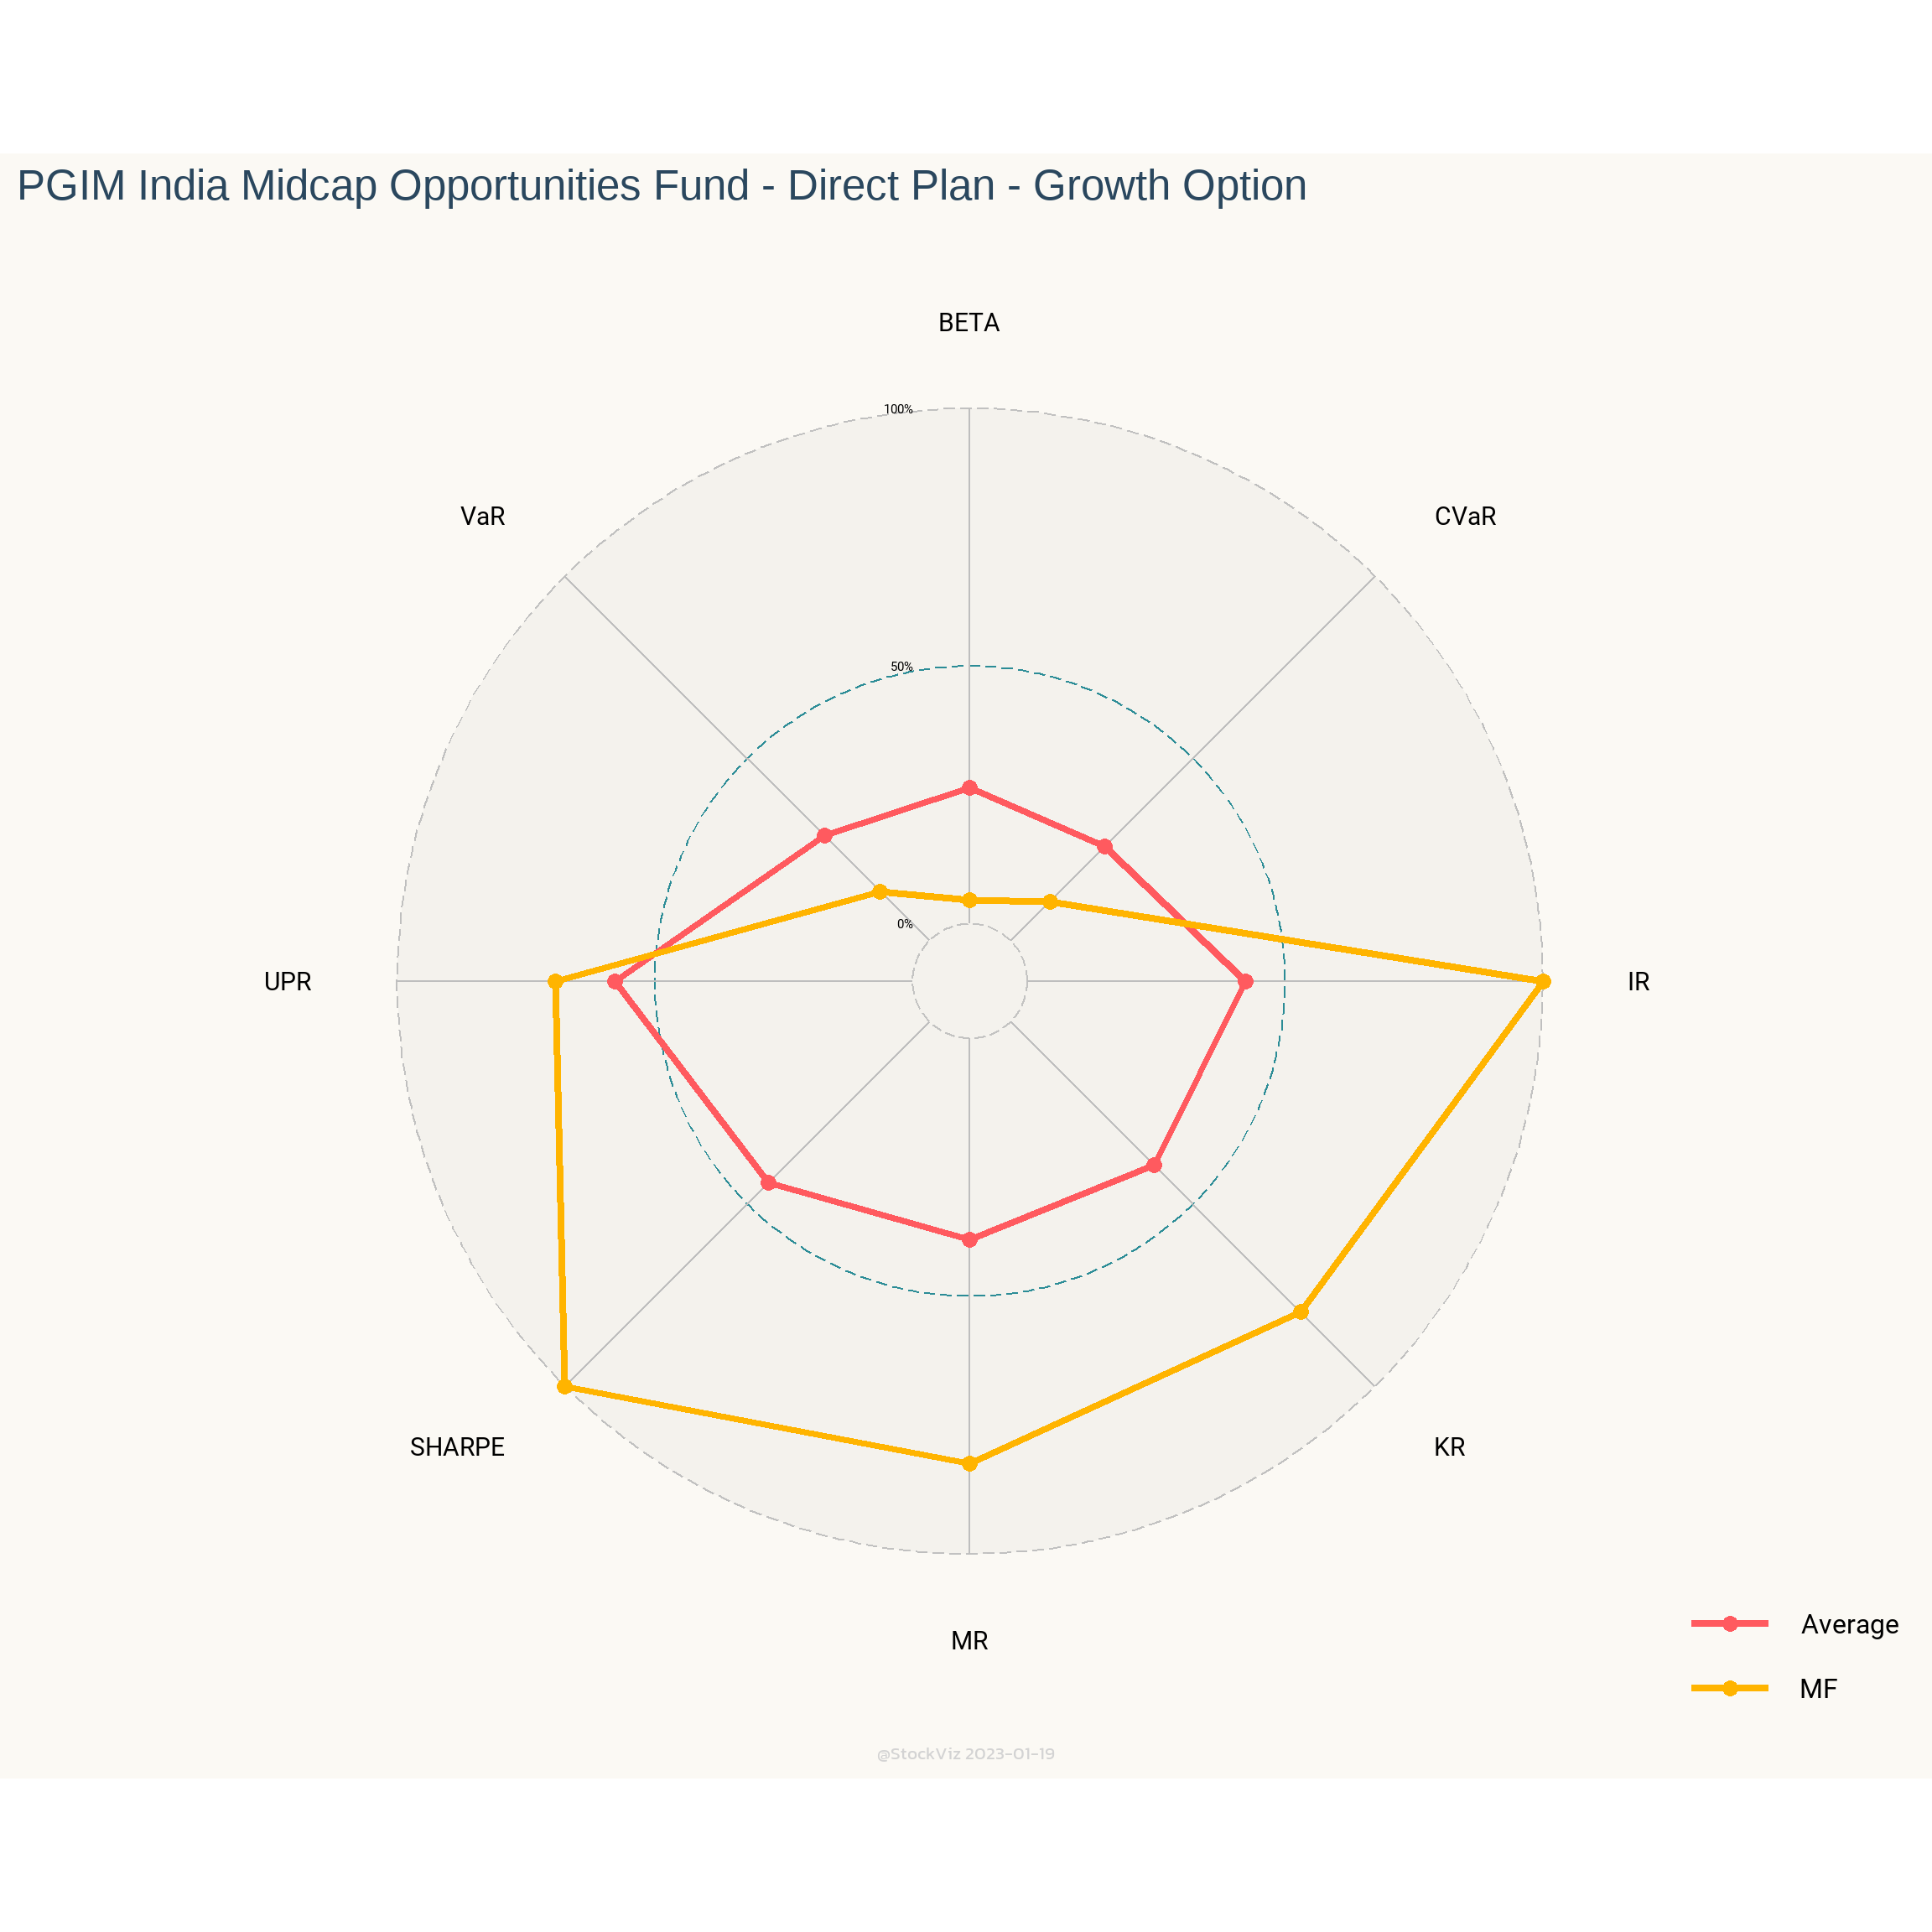 PGIM India Midcap Opportunities Fund - Direct Plan - Growth Option
BETA
100%
VaR
CVaR
50%
0%
UPR
IR
SHARPE
KR
MR
Average
MF
@StockViz 2023-01-19